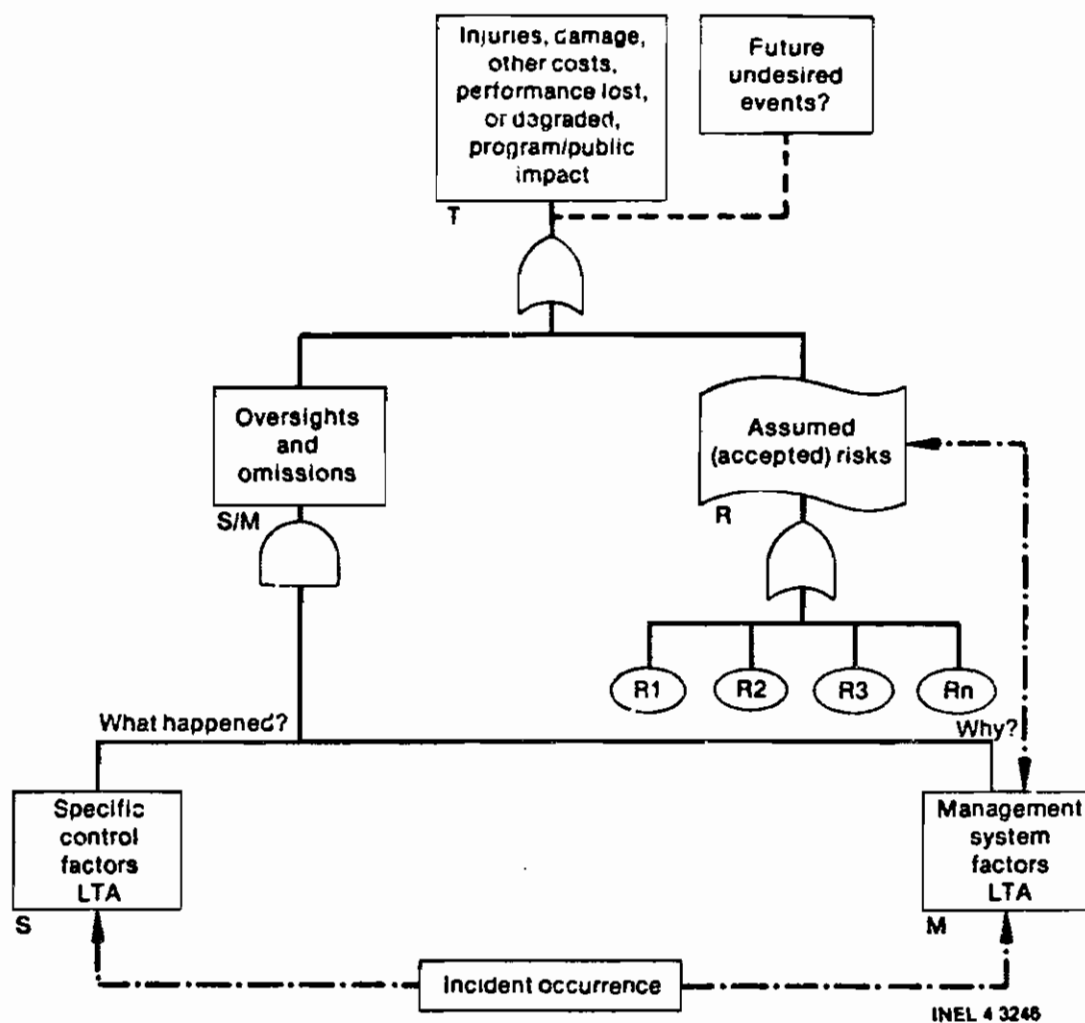 Injuries, damage,
other costs,
performance lost,
or degraded,
program/public
impact
T
Future
undesired
events?
Oversights
and
omissions
S/M
Assumed
(accepted) risks
R
R1
R2
R3
Rn
What happened?
Why?
Specific
control
factors
LTA
S
Management
system
factors
LTA
M
Incident occurrence
INEL 4 3246